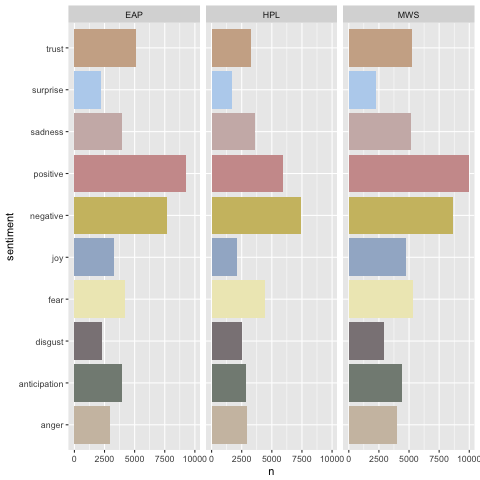 EAP HPL MWS
sentiment
trust
surprise
sadness
positive
negative
joy
fear
disgust
anticipation
anger
0 2500 5000 7500 10000 0 2500 5000 7500 10000 0 2500 5000 7500 10000
n